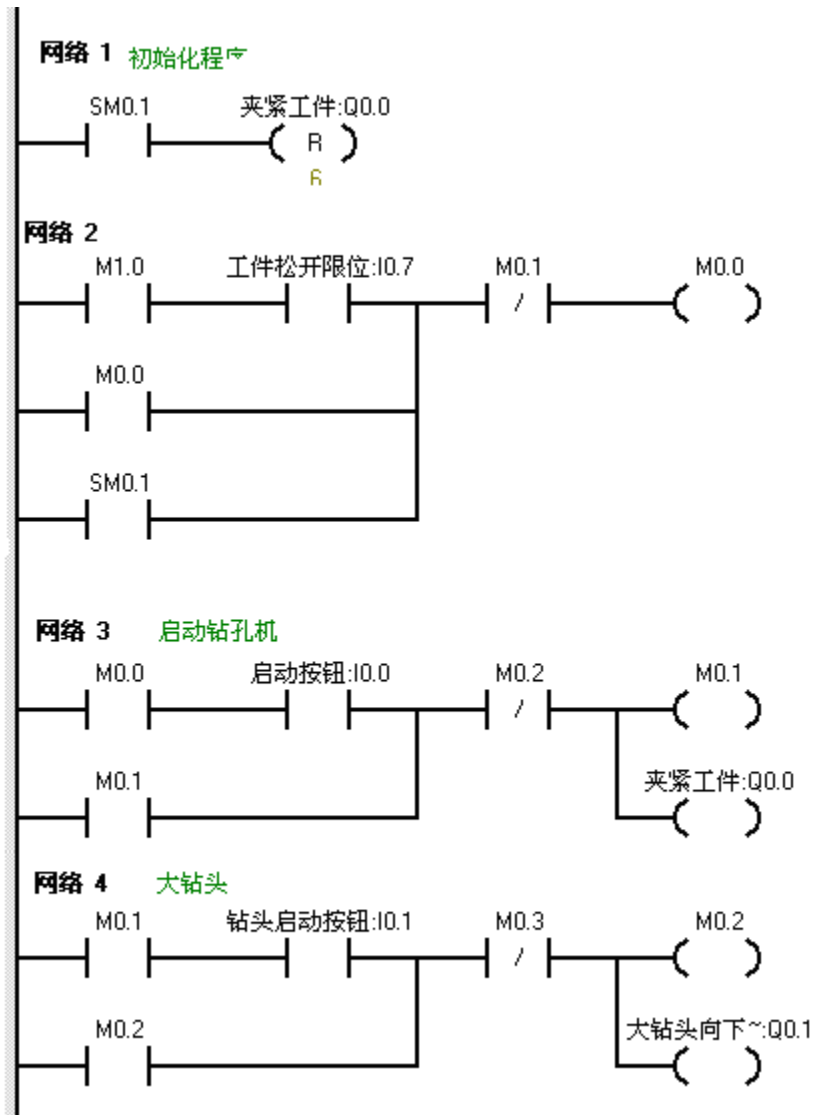 网络 1 初始化程序
SM0.1 夹紧工件:Q0.0
R
6
网络 2
M1.0 工件松开限位:I0.7 M0.1 M0.0
/
M0.0
SM0.1
网络 3 启动钻孔机
M0.0 启动按钮:I0.0 M0.2 M0.1
/
M0.1 夹紧工件:Q0.0
网络 4 大钻头
M0.1 钻头启动按钮:I0.1 M0.3 M0.2
/
M0.2 大钻头向下~:Q0.1